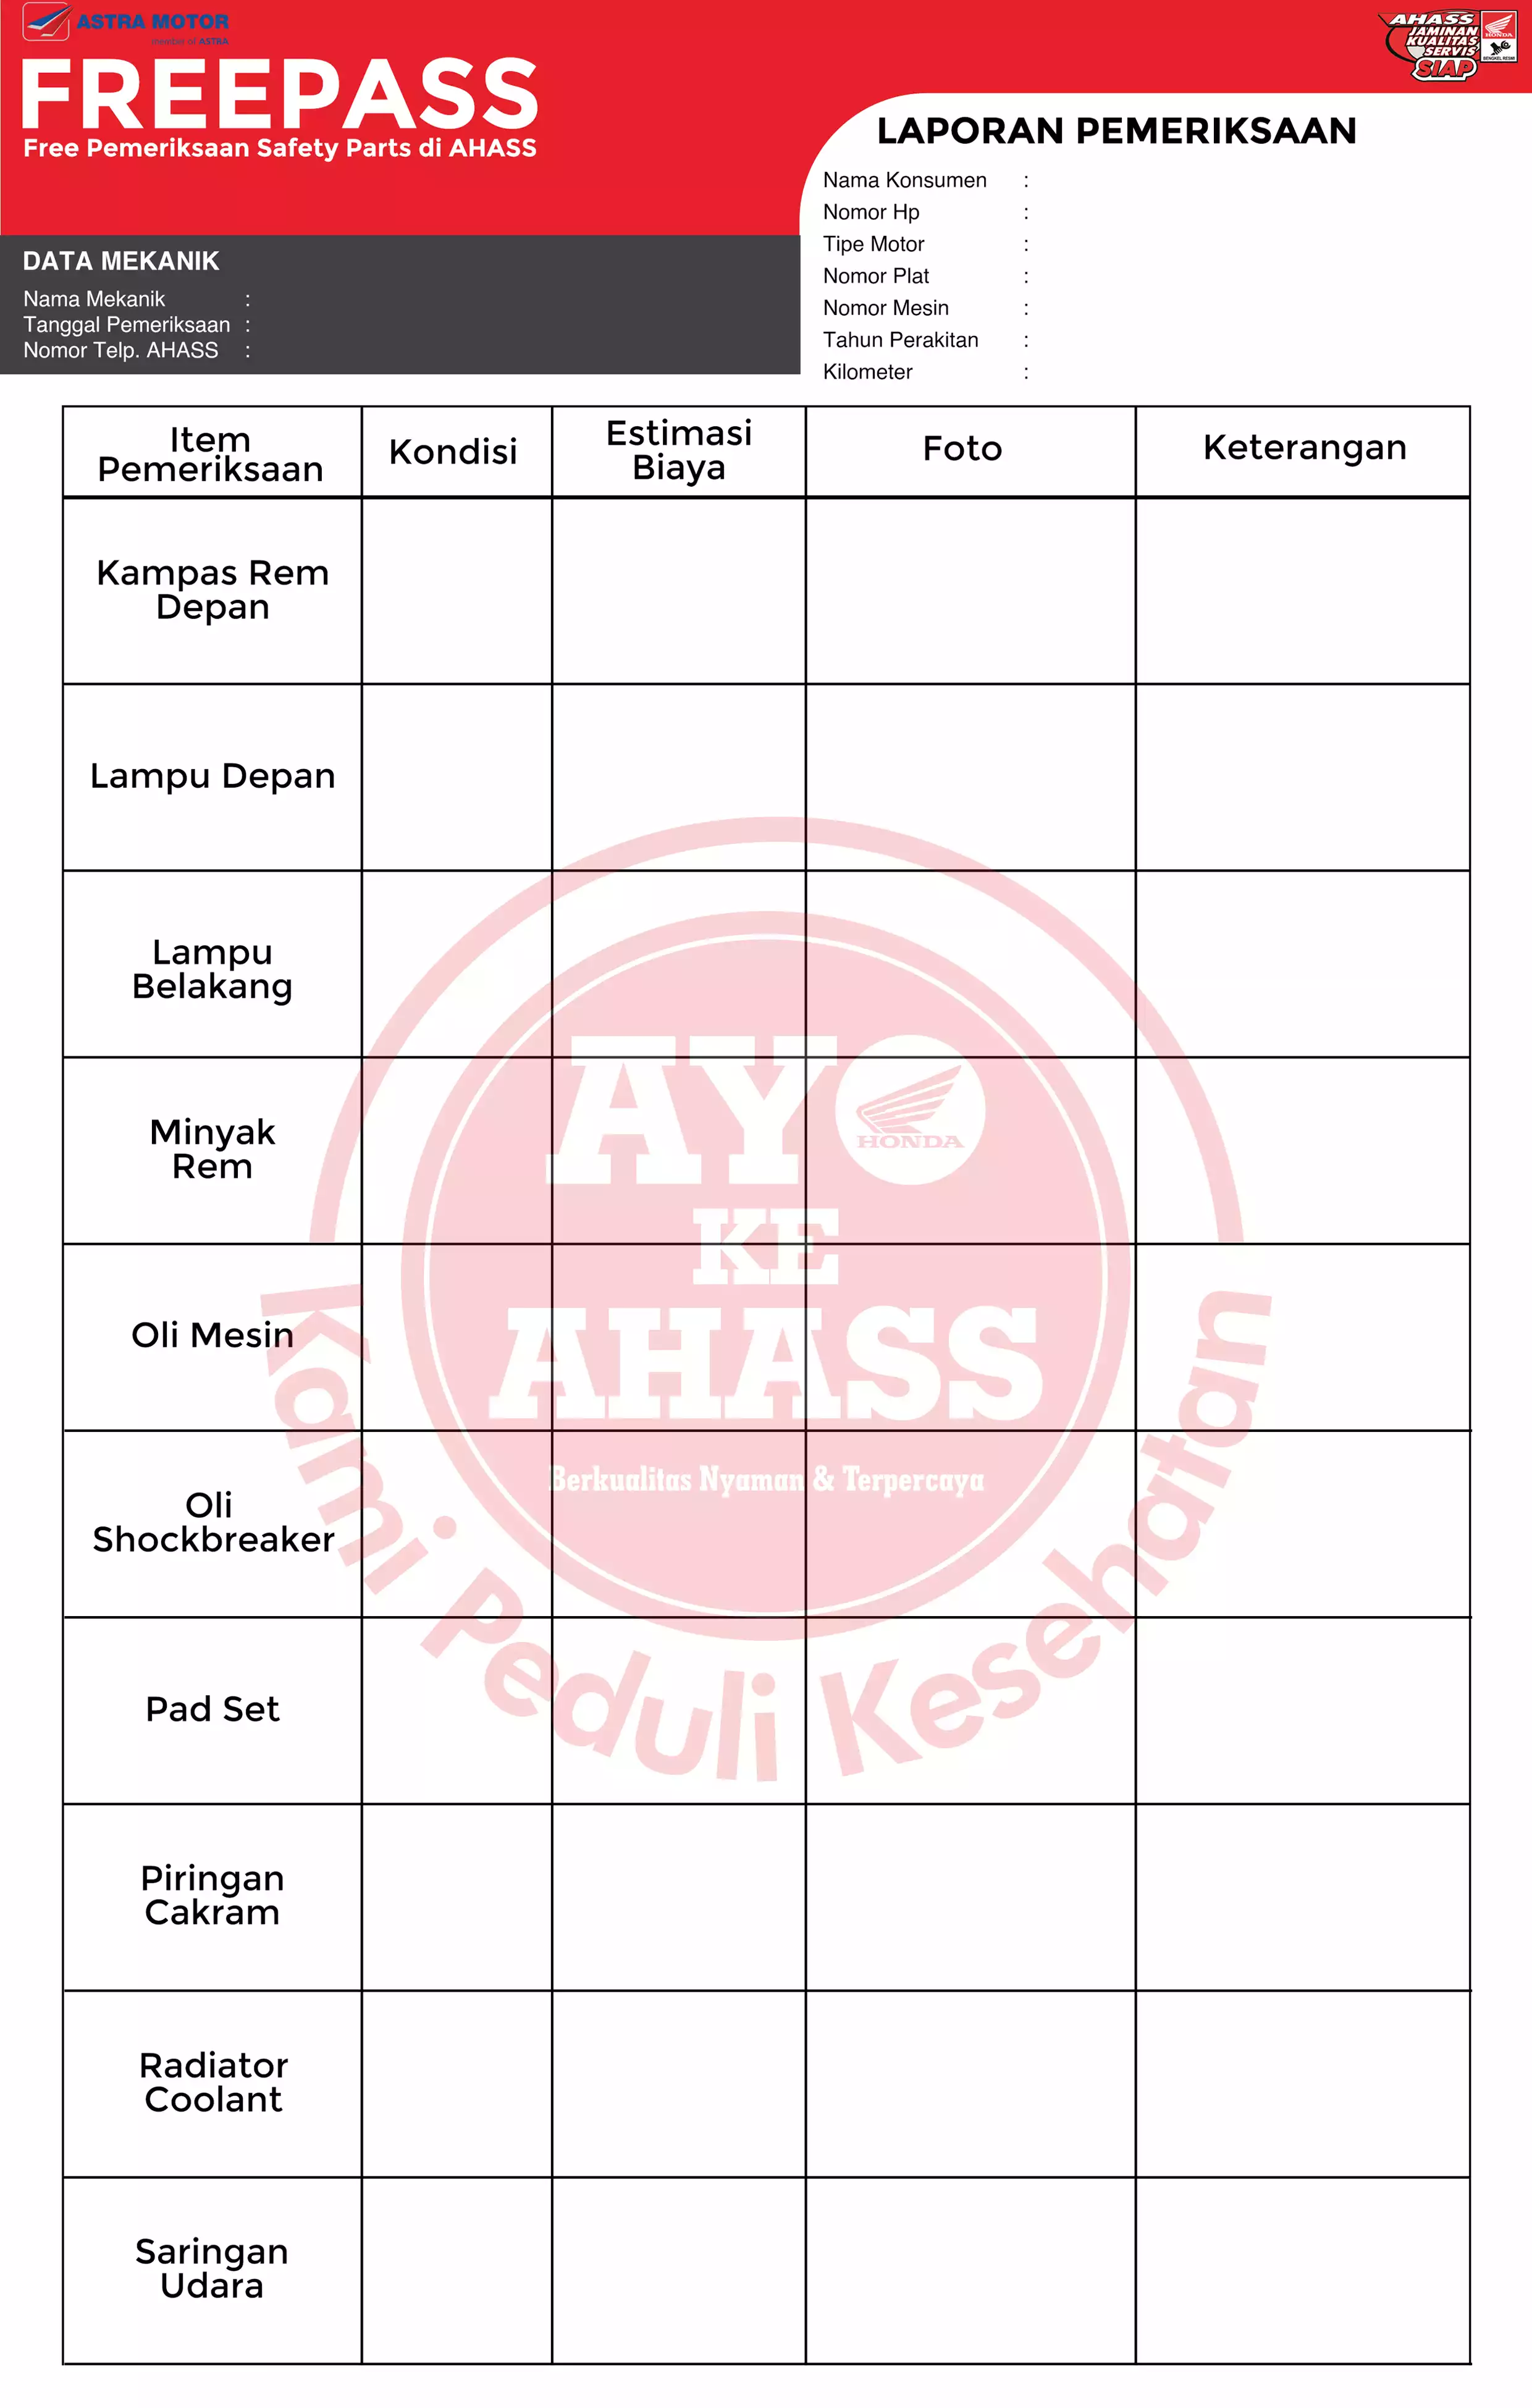 ASTRA MOTOR
member of ASTRA
FREEPASS
Free Pemeriksaan Safety Parts di AHASS
AHASS
JAMINAN
KUALITAS
SERVIS
SIAP
HONDA
BENGKEL RESMI
LAPORAN PEMERIKSAAN
Nama Konsumen :
Nomor Hp :
Tipe Motor :
Nomor Plat :
Nomor Mesin :
Tahun Perakitan :
Kilometer :
DATA MEKANIK
Nama Mekanik :
Tanggal Pemeriksaan :
Nomor Telp. AHASS :
Item
Pemeriksaan
Kondisi
Estimasi
Biaya
Foto
Keterangan
Kampas Rem
Depan
Lampu Depan
Lampu
Belakang
Minyak
Rem
Oli Mesin
Oli
Shockbreaker
Pad Set
Piringan
Cakram
Radiator
Coolant
Saringan
Udara
AY
HONDA
KE
AHASS
Berkualitas Nyaman & Terpercaya
Kami Peduli Kesehatan